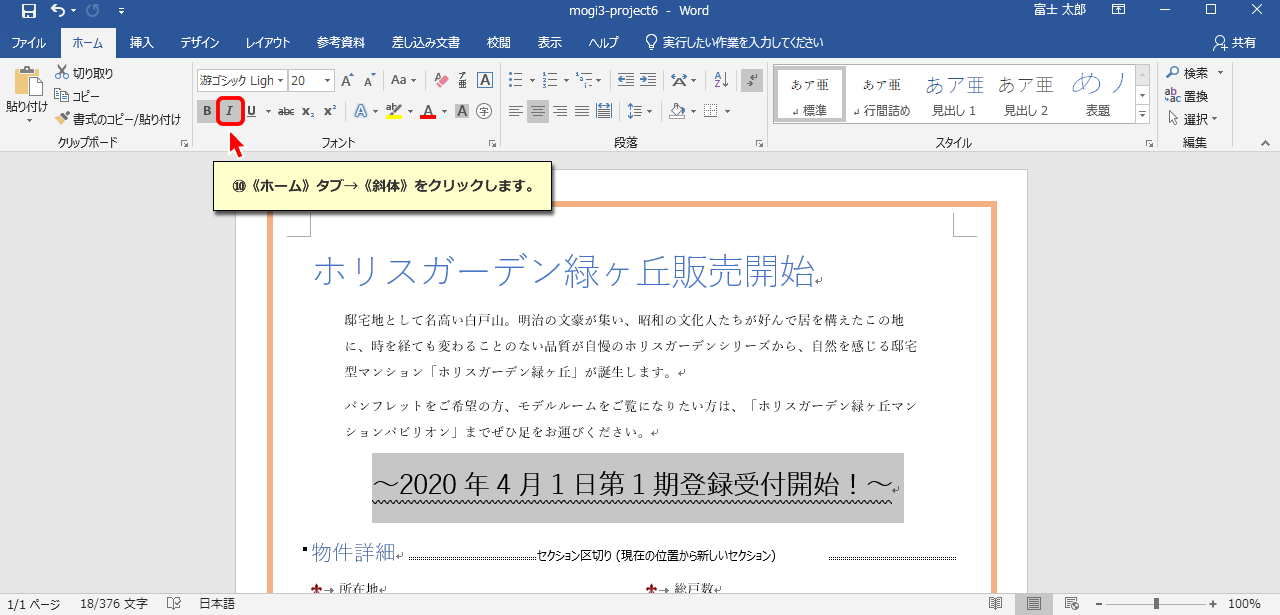 mogi3-project6 - Word
富士 太郎
ファイル ホーム 挿入 デザイン レイアウト 参考資料 差し込み文書 校閲 表示 ヘルプ 実行したい作業を入力してください 共有
貼り付け
切り取り
コピー
書式のコピー/貼り付け
クリップボード
游ゴシック Ligh 20
Aa
B I U abc x₂ x²
フォント
段落
あア亜 あア亜 あア亜 あア亜
標準 行間詰め 見出し 1 見出し 2 表題
スタイル
検索
置換
選択
編集
⑩《ホーム》タブ→《斜体》をクリックします。
ホリスガーデン緑ヶ丘販売開始
邸宅地として名高い白戸山。明治の文豪が集い、昭和の文化人たちが好んで居を構えたこの地
に、時を経ても変わることのない品質が自慢のホリスガーデンシリーズから、自然を感じる邸宅
型マンション「ホリスガーデン緑ヶ丘」が誕生します。
パンフレットをご希望の方、モデルルームをご覧になりたい方は、「ホリスガーデン緑ヶ丘マン
ションパビリオン」までぜひ足をお運びください。
～2020 年 4 月 1 日第 1 期登録受付開始！～
物件詳細
セクション区切り (現在の位置から新しいセクション)
所在地 総戸数
1/1 ページ 18/376 文字 日本語 100%